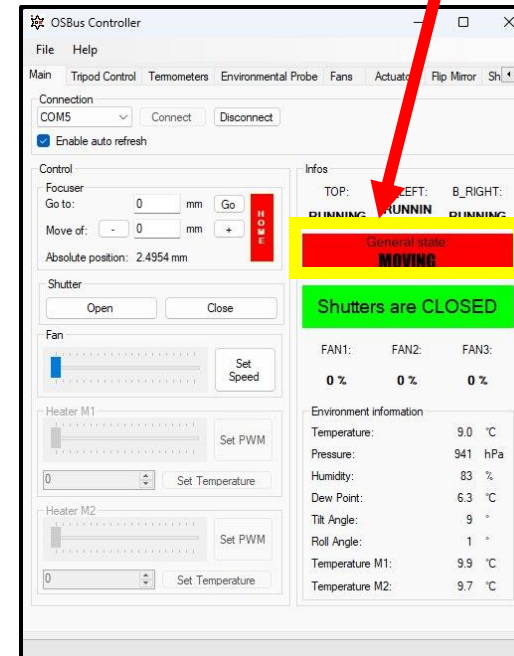 OSBus Controller
File Help
Main Tripod Control Termometers Environmental Probe Fans Actuator Flip Mirror Sh
Connection
COM5 Connect Disconnect
Enable auto refresh
Control
Focuser
Go to: 0 mm Go
Move of: - 0 mm +
HOME
Absolute position: 2.4954 mm
Shutter
Open Close
Fan
Set Speed
Heater M1
Set PWM
0 Set Temperature
Heater M2
Set PWM
0 Set Temperature
Infos
TOP: LEFT: B_RIGHT:
RUNNING RUNNIN RUNNING
General state:
MOVING
Shutters are CLOSED
FAN1: FAN2: FAN3:
0 % 0 % 0 %
Environment information
Temperature: 9.0 °C
Pressure: 941 hPa
Humidity: 83 %
Dew Point: 6.3 °C
Tilt Angle: 9 °
Roll Angle: 1 °
Temperature M1: 9.9 °C
Temperature M2: 9.7 °C